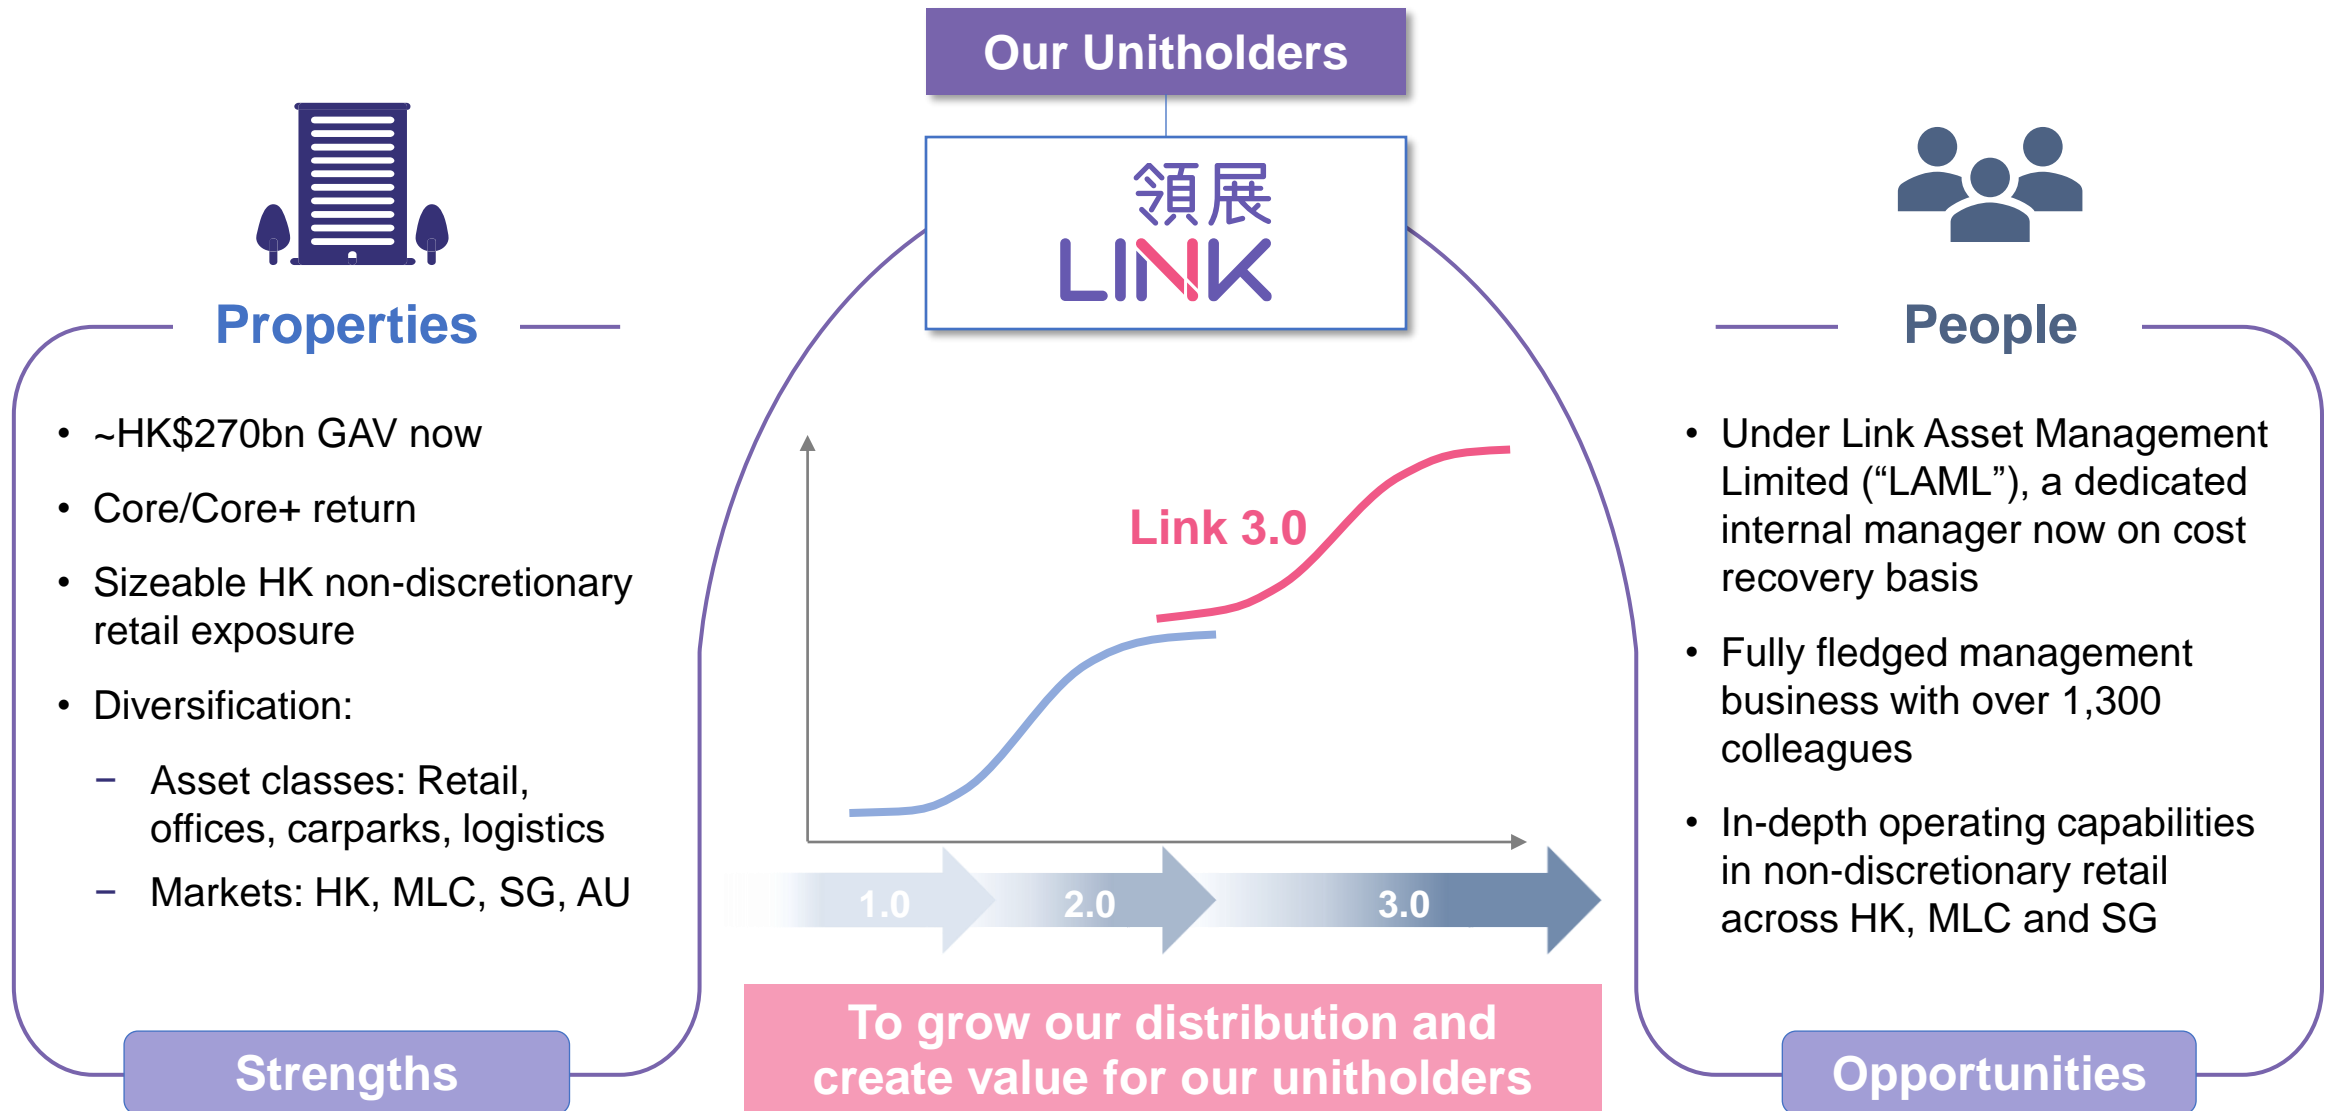 Our Unitholders
領展
LINK
Properties
• ~HK$270bn GAV now
• Core/Core+ return
• Sizeable HK non-discretionary
retail exposure
• Diversification:
− Asset classes: Retail,
offices, carparks, logistics
− Markets: HK, MLC, SG, AU
Strengths
Link 3.0
1.0
2.0
3.0
To grow our distribution and
create value for our unitholders
People
• Under Link Asset Management
Limited (“LAML”), a dedicated
internal manager now on cost
recovery basis
• Fully fledged management
business with over 1,300
colleagues
• In-depth operating capabilities
in non-discretionary retail
across HK, MLC and SG
Opportunities